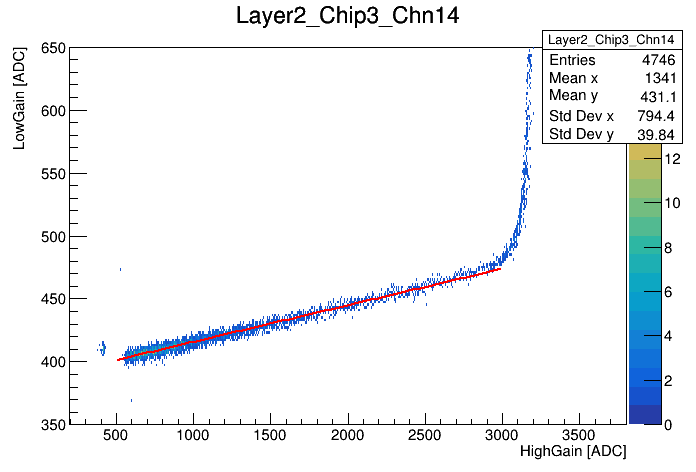 Layer2_Chip3_Chn14
Layer2_Chip3_Chn14
Entries 4746
Mean x 1341
Mean y 431.1
Std Dev x 794.4
Std Dev y 39.84
LowGain [ADC]
650
600
550
500
450
400
350
12
10
8
6
4
2
0
500 1000 1500 2000 2500 3000 3500
HighGain [ADC]